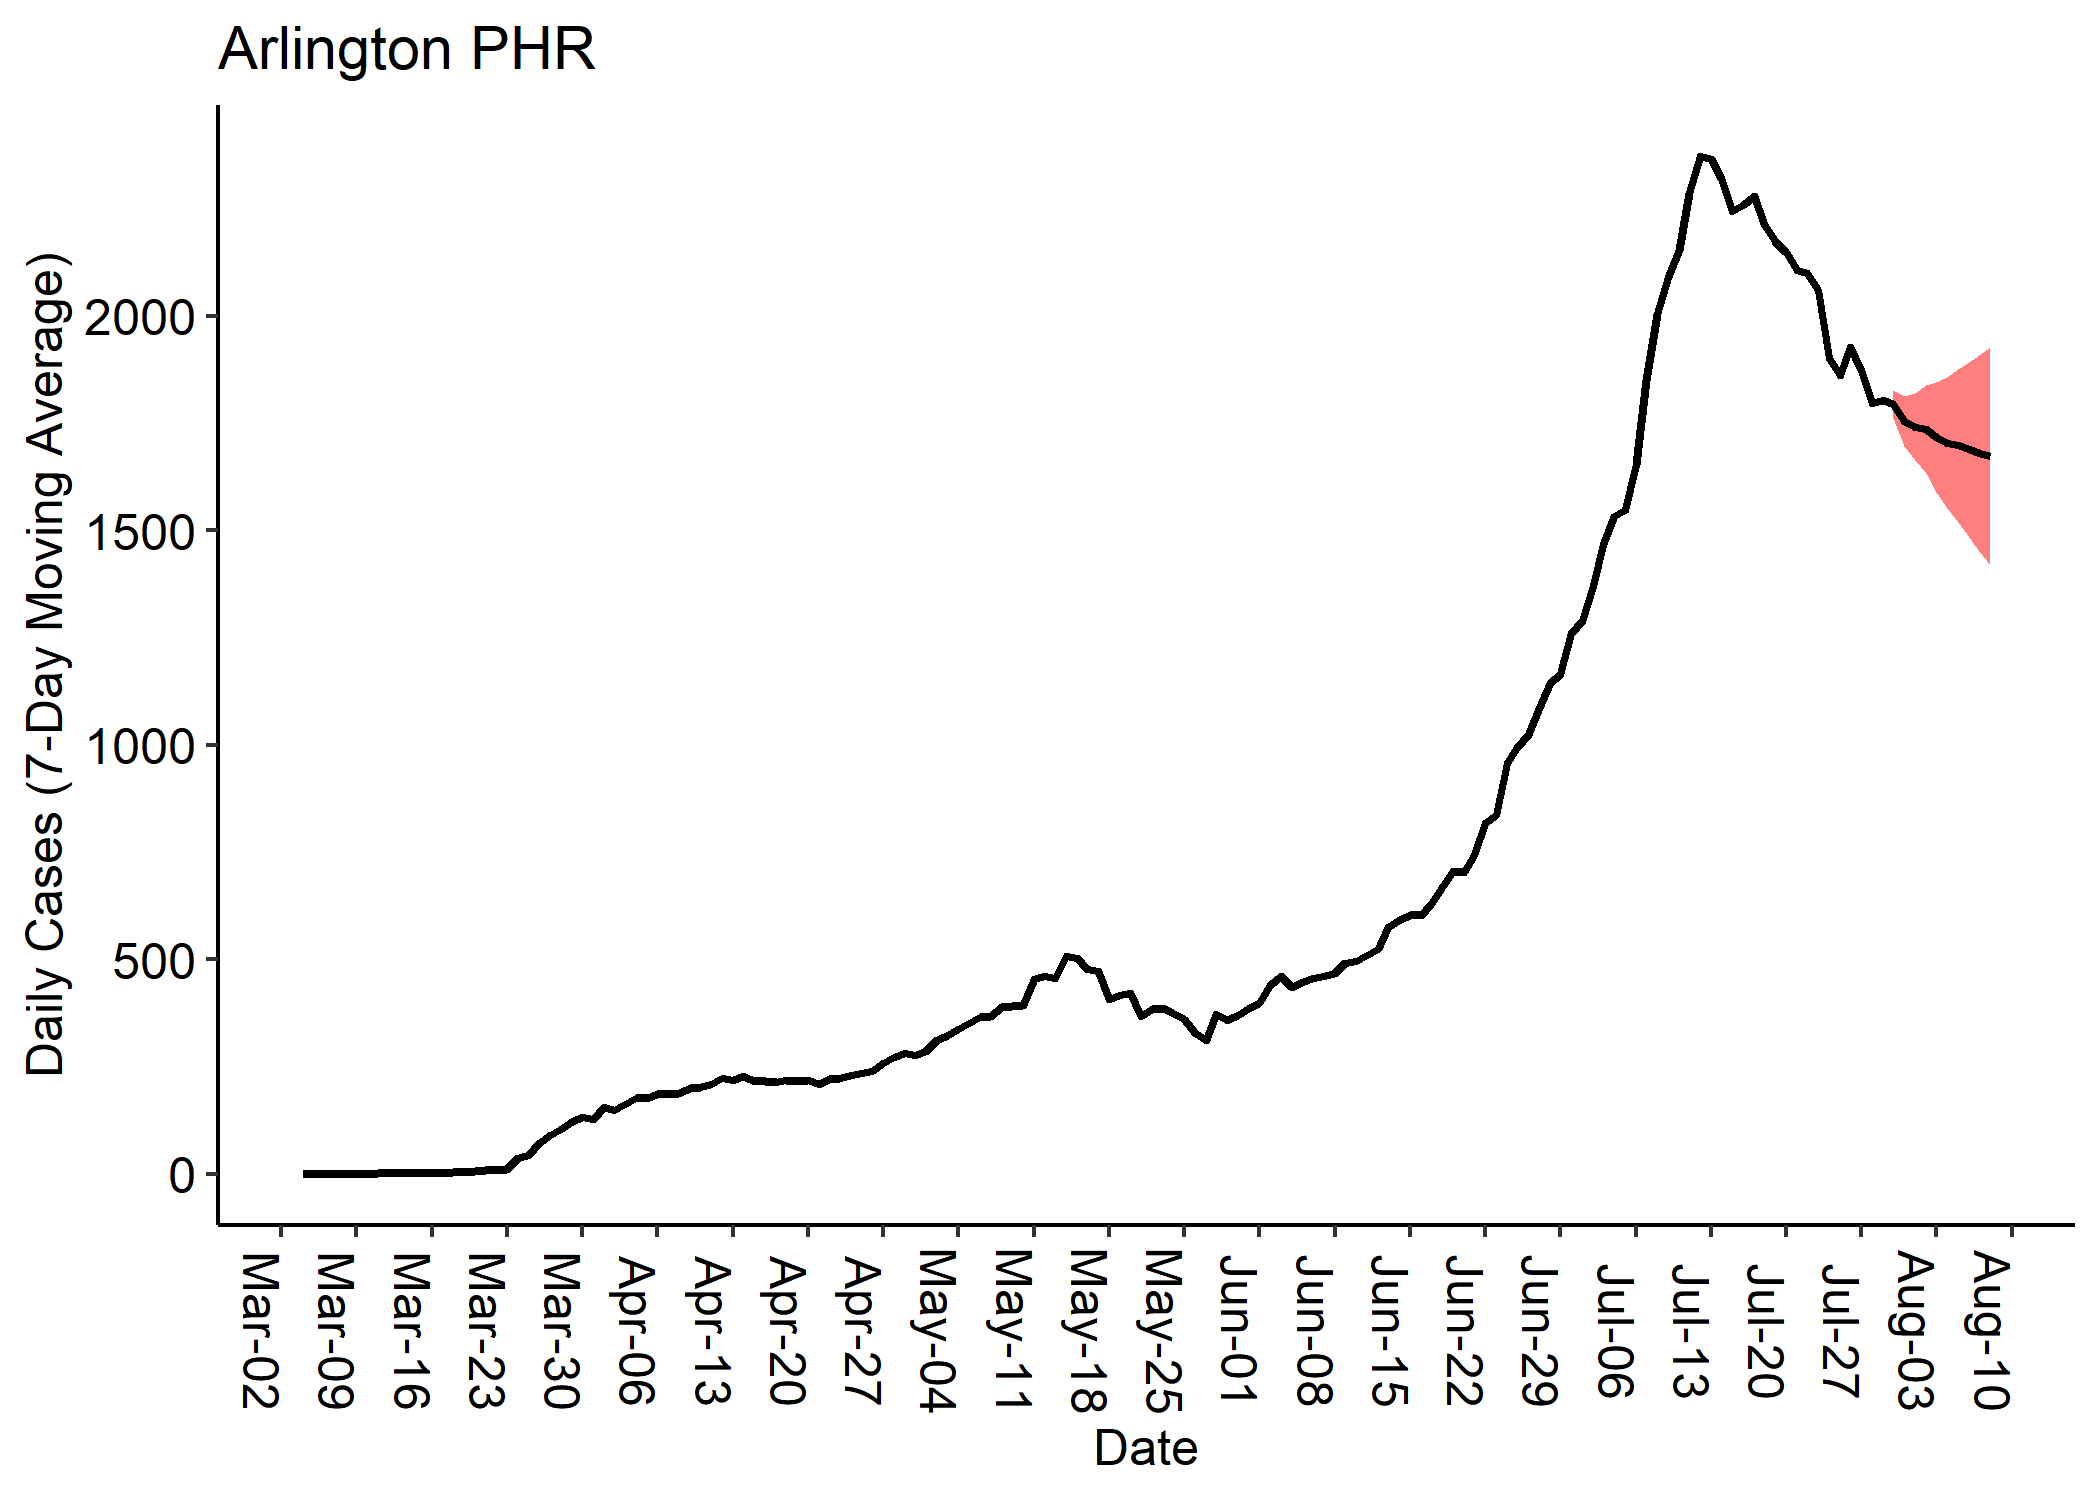 Arlington PHR
Daily Cases (7-Day Moving Average)
2000
1500
1000
500
0
Mar-02
Mar-09
Mar-16
Mar-23
Mar-30
Apr-06
Apr-13
Apr-20
Apr-27
May-04
May-11
May-18
May-25
Jun-01
Jun-08
Jun-15
Jun-22
Jun-29
Jul-06
Jul-13
Jul-20
Jul-27
Aug-03
Aug-10
Date